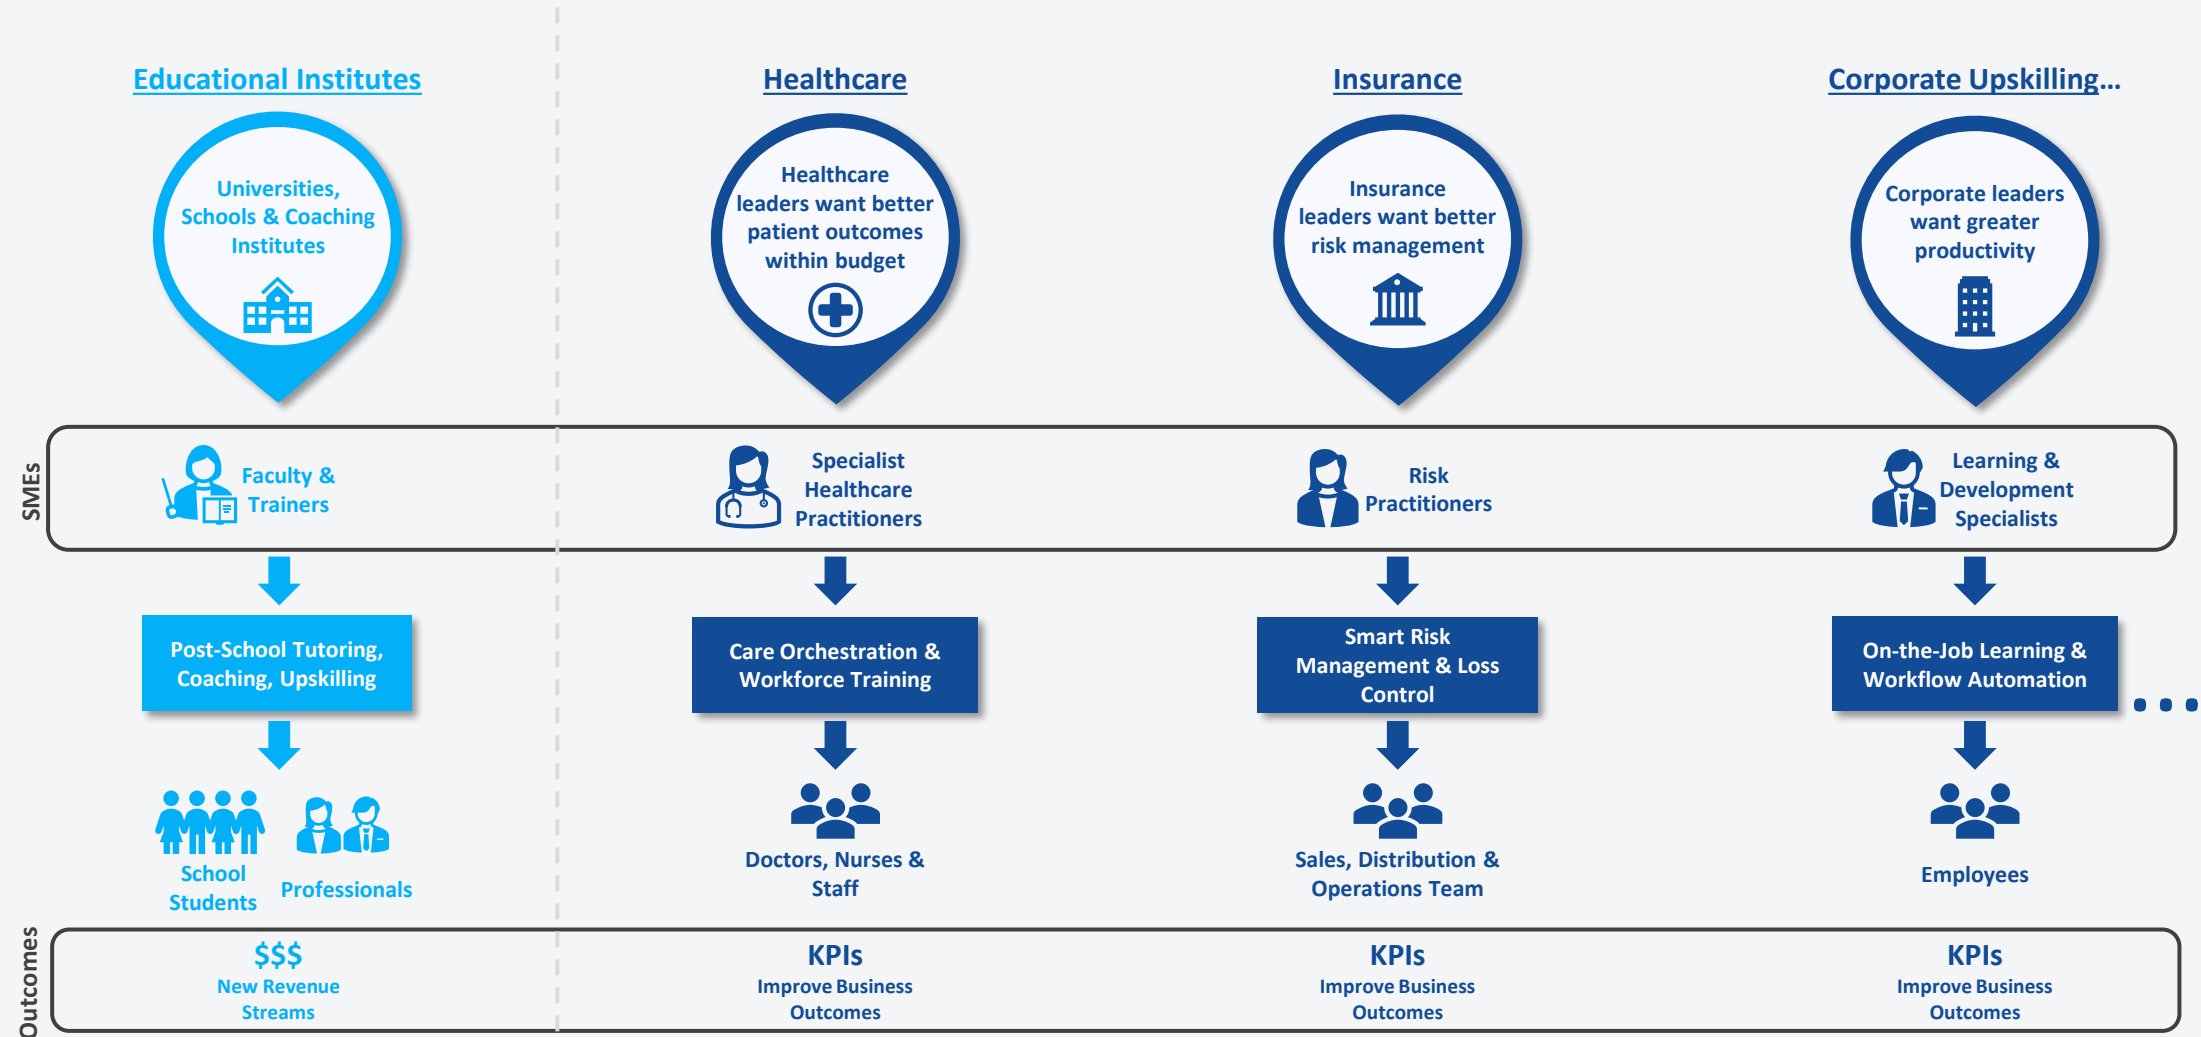 Educational Institutes
Healthcare
Insurance
Corporate Upskilling...
Universities,
Schools & Coaching
Institutes
Healthcare
leaders want better
patient outcomes
within budget
Insurance
leaders want better
risk management
Corporate leaders
want greater
productivity
SMEs
Faculty &
Trainers
Specialist
Healthcare
Practitioners
Risk
Practitioners
Learning &
Development
Specialists
Post-School Tutoring,
Coaching, Upskilling
Care Orchestration &
Workforce Training
Smart Risk
Management & Loss
Control
On-the-Job Learning &
Workflow Automation
...
School
Students
Professionals
Doctors, Nurses &
Staff
Sales, Distribution &
Operations Team
Employees
Outcomes
$$$
New Revenue
Streams
KPIs
Improve Business
Outcomes
KPIs
Improve Business
Outcomes
KPIs
Improve Business
Outcomes